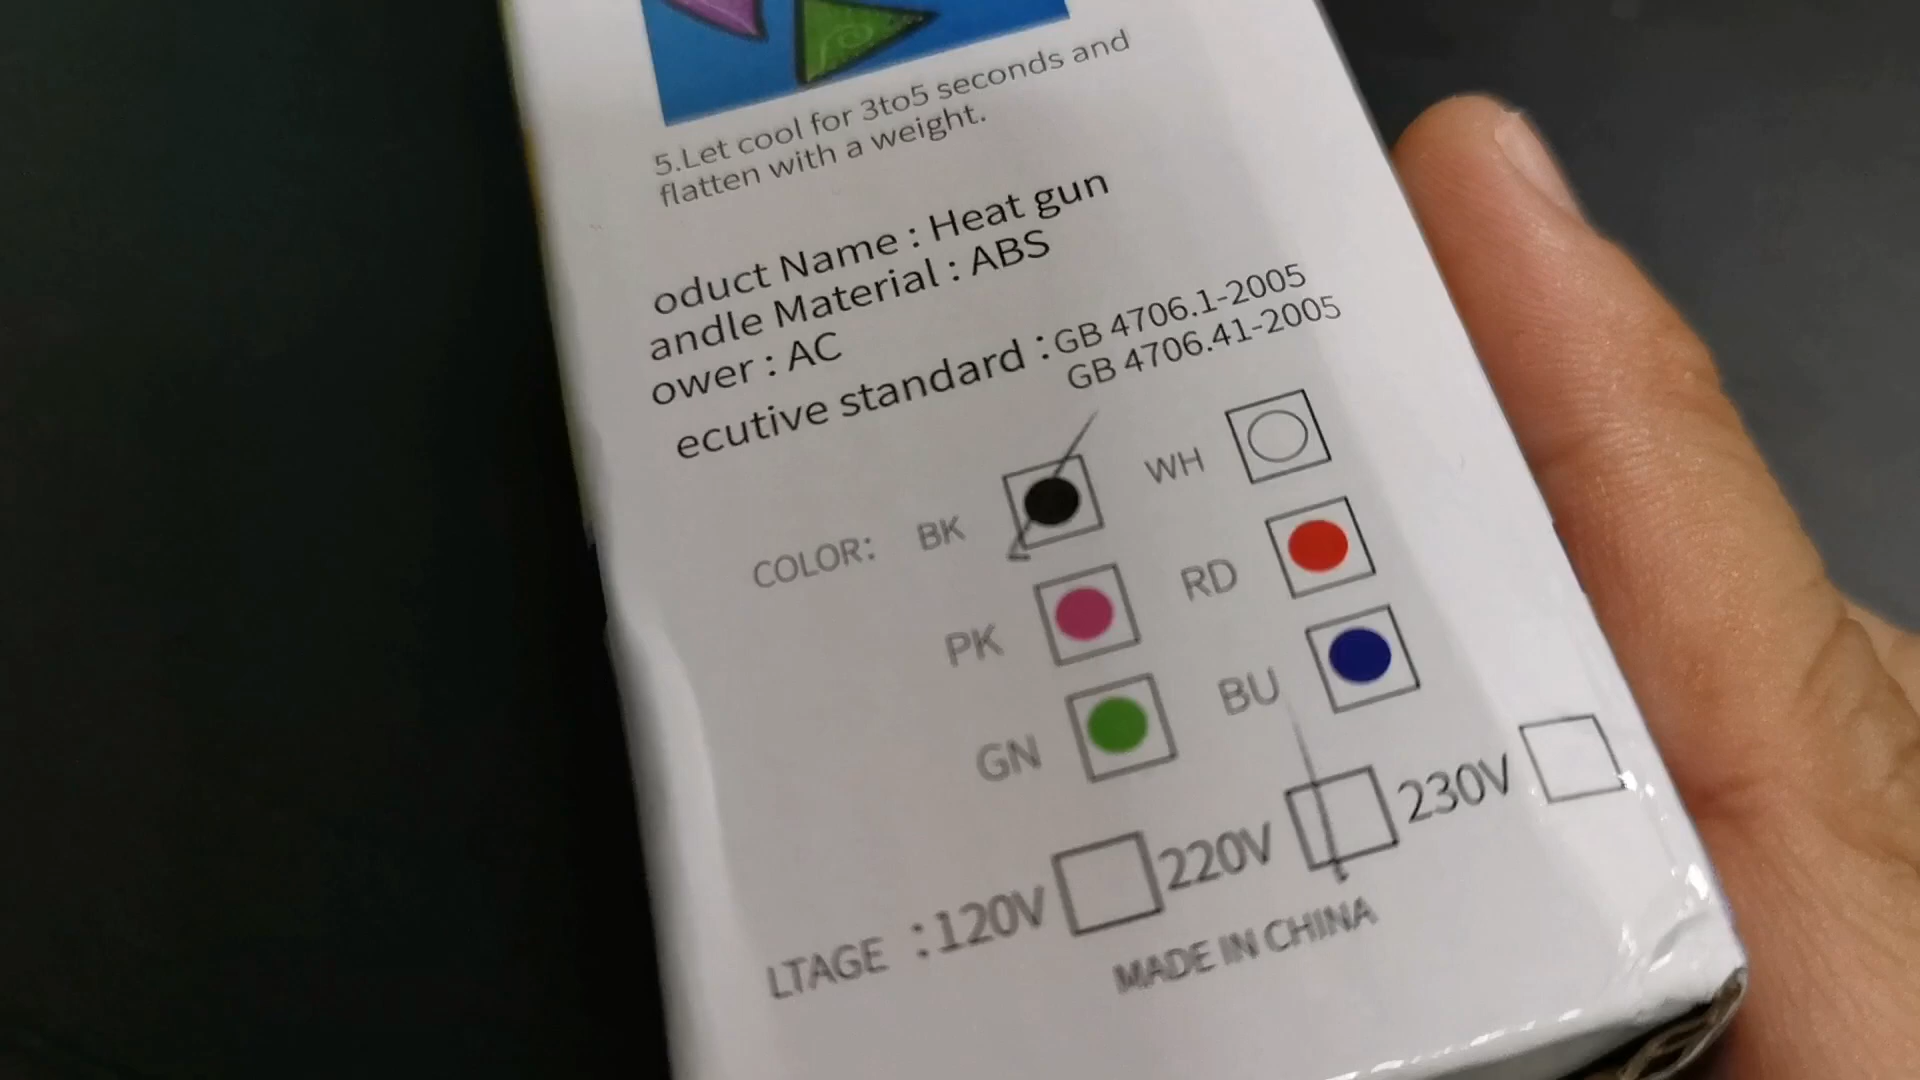 5.Let cool for 3to5 seconds and
flatten with a weight.
oduct Name : Heat gun
andle Material : ABS
ower : AC
ecutive standard : GB 4706.1-2005
GB 4706.41-2005
COLOR: BK WH
PK RD
GN BU
LTAGE : 120V 220V 230V
MADE IN CHINA